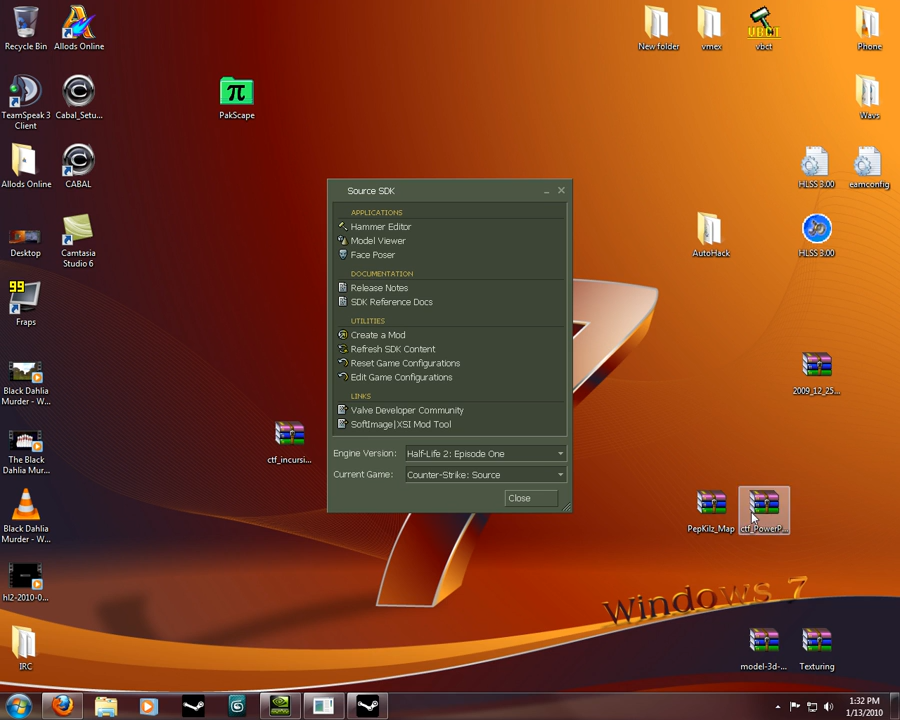 Recycle Bin
Allods Online
New folder
vmex
VBCT
vbct
Phone
TeamSpeak 3
Client
Cabal_Setu...
PakScape
Wavs
Allods Online
CABAL
HLSS 3.00
eamconfig
Source SDK
APPLICATIONS
Hammer Editor
Model Viewer
Face Poser
DOCUMENTATION
Release Notes
SDK Reference Docs
UTILITIES
Create a Mod
Refresh SDK Content
Reset Game Configurations
Edit Game Configurations
LINKS
Valve Developer Community
SoftImage|XSI Mod Tool
Engine Version:
Half-Life 2: Episode One
Current Game:
Counter-Strike: Source
Close
Desktop
Camtasia
Studio 6
AutoHack
HLSS 3.00
99
Fraps
Black Dahlia
Murder - W...
2009_12_25...
The Black
Dahlia Mur...
ctf_incursi...
Black Dahlia
Murder - W...
PepKilz_Map
ctf_PowerP...
hl2-2010-0...
Windows 7
IRC
model-3d-...
Texturing
1:32 PM
1/13/2010